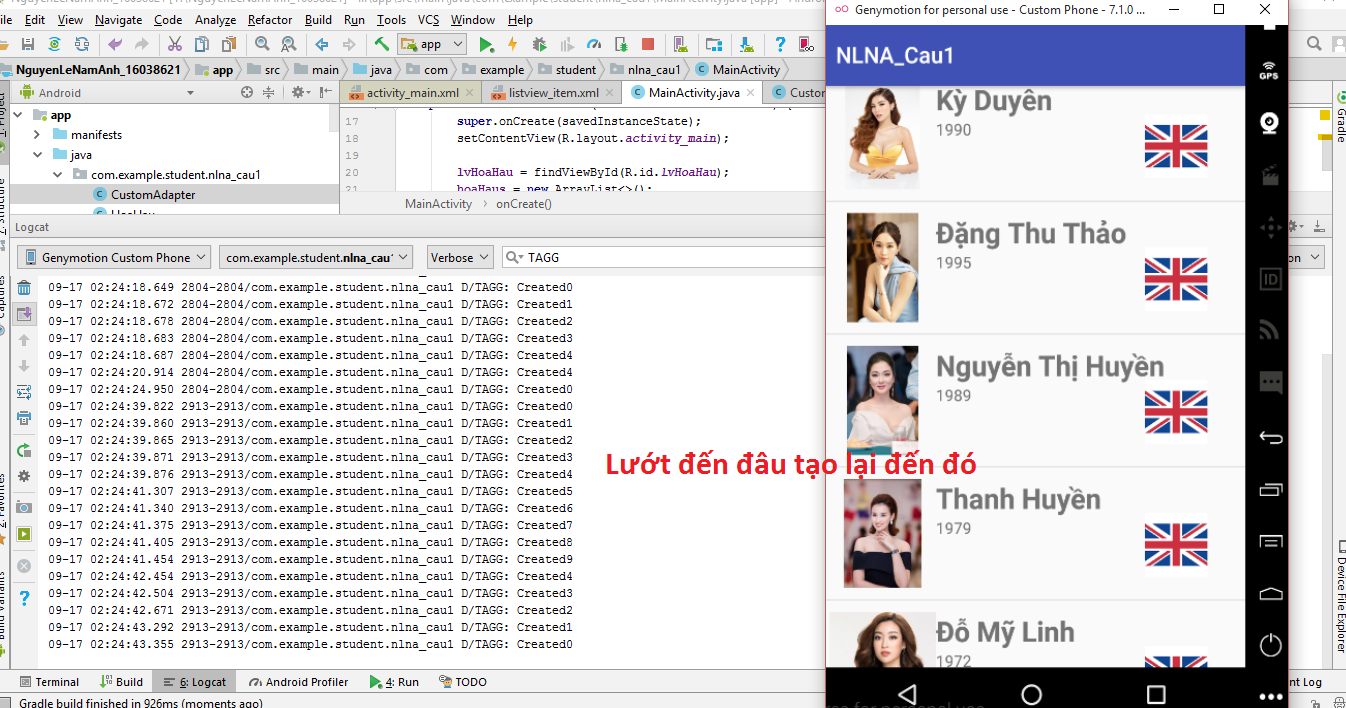 Genymotion for personal use - Custom Phone - 7.1.0 ...
File Edit View Navigate Code Analyze Refactor Build Run Tools VCS Window Help
app
NguyenLeNamAnh_16038621 app src main java com example student nlna_cau1 MainActivity
Android
activity_main.xml listview_item.xml MainActivity.java Custom
app
manifests
java
com.example.student.nlna_cau1
CustomAdapter
HoaHau
17 super.onCreate(savedInstanceState);
18 setContentView(R.layout.activity_main);
19
20 lvHoaHau = findViewById(R.id.lvHoaHau);
21 hoaHaus = new ArrayList<>();
MainActivity > onCreate()
Logcat
Genymotion Custom Phone com.example.student.nlna_cau1 Verbose TAGG
09-17 02:24:18.649 2804-2804/com.example.student.nlna_cau1 D/TAGG: Created0
09-17 02:24:18.672 2804-2804/com.example.student.nlna_cau1 D/TAGG: Created1
09-17 02:24:18.678 2804-2804/com.example.student.nlna_cau1 D/TAGG: Created2
09-17 02:24:18.683 2804-2804/com.example.student.nlna_cau1 D/TAGG: Created3
09-17 02:24:18.687 2804-2804/com.example.student.nlna_cau1 D/TAGG: Created4
09-17 02:24:20.914 2804-2804/com.example.student.nlna_cau1 D/TAGG: Created4
09-17 02:24:24.950 2804-2804/com.example.student.nlna_cau1 D/TAGG: Created0
09-17 02:24:39.822 2913-2913/com.example.student.nlna_cau1 D/TAGG: Created0
09-17 02:24:39.860 2913-2913/com.example.student.nlna_cau1 D/TAGG: Created1
09-17 02:24:39.865 2913-2913/com.example.student.nlna_cau1 D/TAGG: Created2
09-17 02:24:39.871 2913-2913/com.example.student.nlna_cau1 D/TAGG: Created3
09-17 02:24:39.876 2913-2913/com.example.student.nlna_cau1 D/TAGG: Created4
09-17 02:24:41.307 2913-2913/com.example.student.nlna_cau1 D/TAGG: Created5
09-17 02:24:41.340 2913-2913/com.example.student.nlna_cau1 D/TAGG: Created6
09-17 02:24:41.375 2913-2913/com.example.student.nlna_cau1 D/TAGG: Created7
09-17 02:24:41.405 2913-2913/com.example.student.nlna_cau1 D/TAGG: Created8
09-17 02:24:41.454 2913-2913/com.example.student.nlna_cau1 D/TAGG: Created9
09-17 02:24:42.454 2913-2913/com.example.student.nlna_cau1 D/TAGG: Created4
09-17 02:24:42.504 2913-2913/com.example.student.nlna_cau1 D/TAGG: Created3
09-17 02:24:42.671 2913-2913/com.example.student.nlna_cau1 D/TAGG: Created2
09-17 02:24:43.292 2913-2913/com.example.student.nlna_cau1 D/TAGG: Created1
09-17 02:24:43.355 2913-2913/com.example.student.nlna_cau1 D/TAGG: Created0
Lướt đến đâu tạo lại đến đó
NLNA_Cau1
Kỳ Duyên
1990
Đặng Thu Thảo
1995
Nguyễn Thị Huyền
1989
Thanh Huyền
1979
Đỗ Mỹ Linh
1972
GPS
ID
Gradle
Device File Explorer
Terminal Build 6: Logcat Android Profiler 4: Run TODO nt Log
Gradle build finished in 926ms (moments ago)